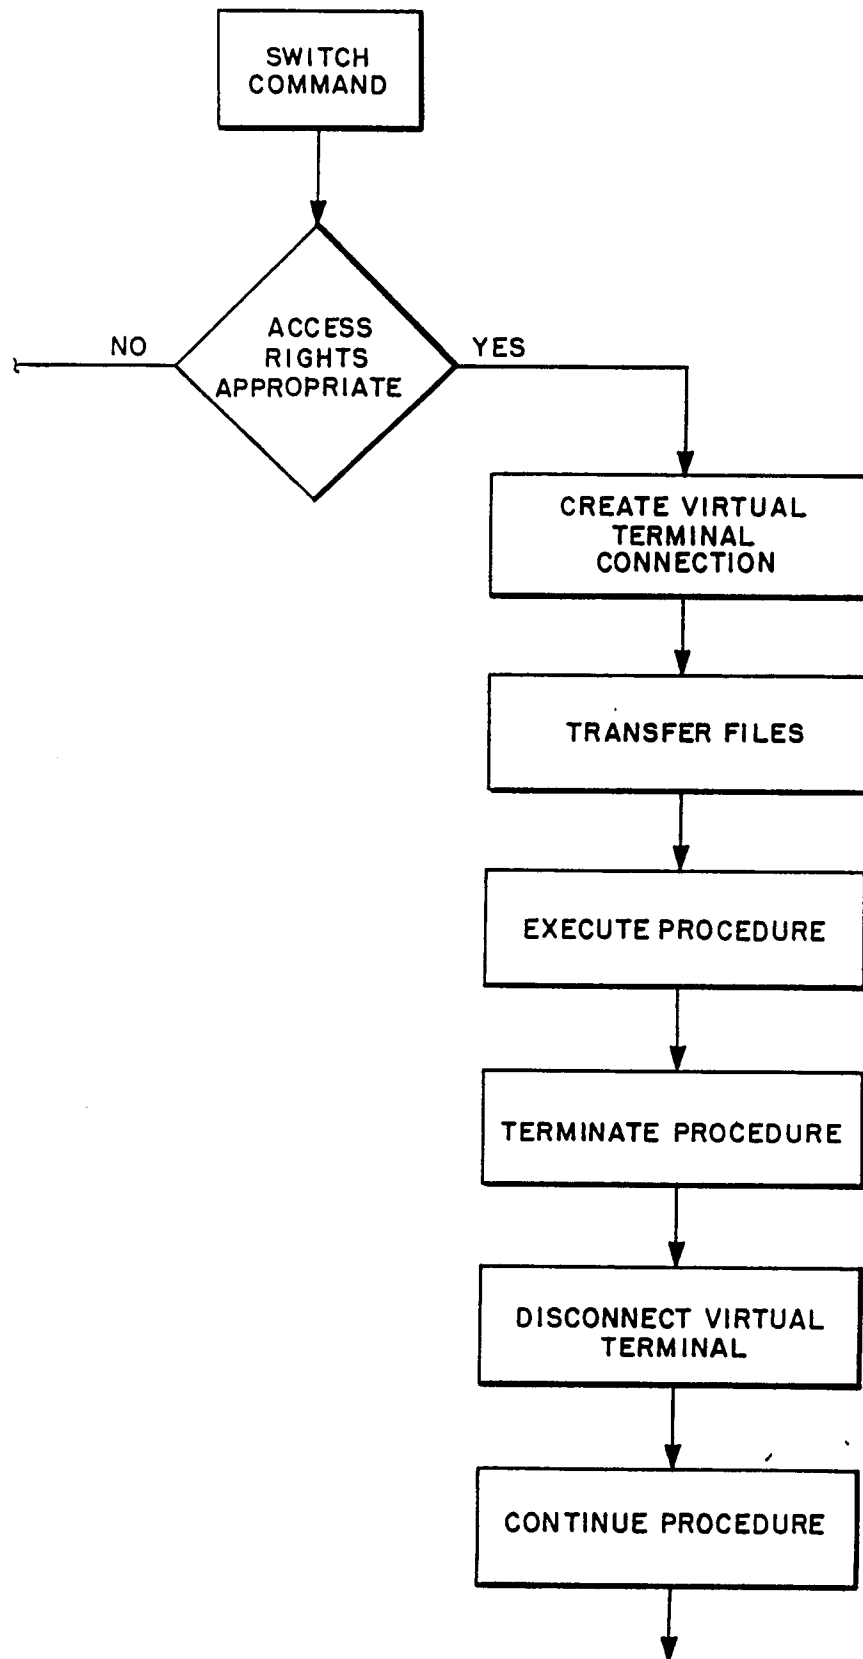 SWITCH
COMMAND
ACCESS
RIGHTS
APPROPRIATE
NO
YES
CREATE VIRTUAL
TERMINAL
CONNECTION
TRANSFER FILES
EXECUTE PROCEDURE
TERMINATE PROCEDURE
DISCONNECT VIRTUAL
TERMINAL
CONTINUE PROCEDURE